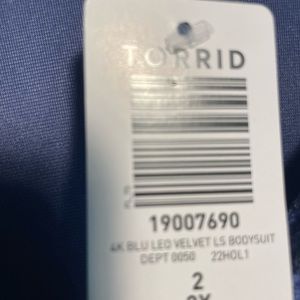 TORRID
19007690
4K BLU LEO VELVET LS BODYSUIT
DEPT 0050 22HOL1
2